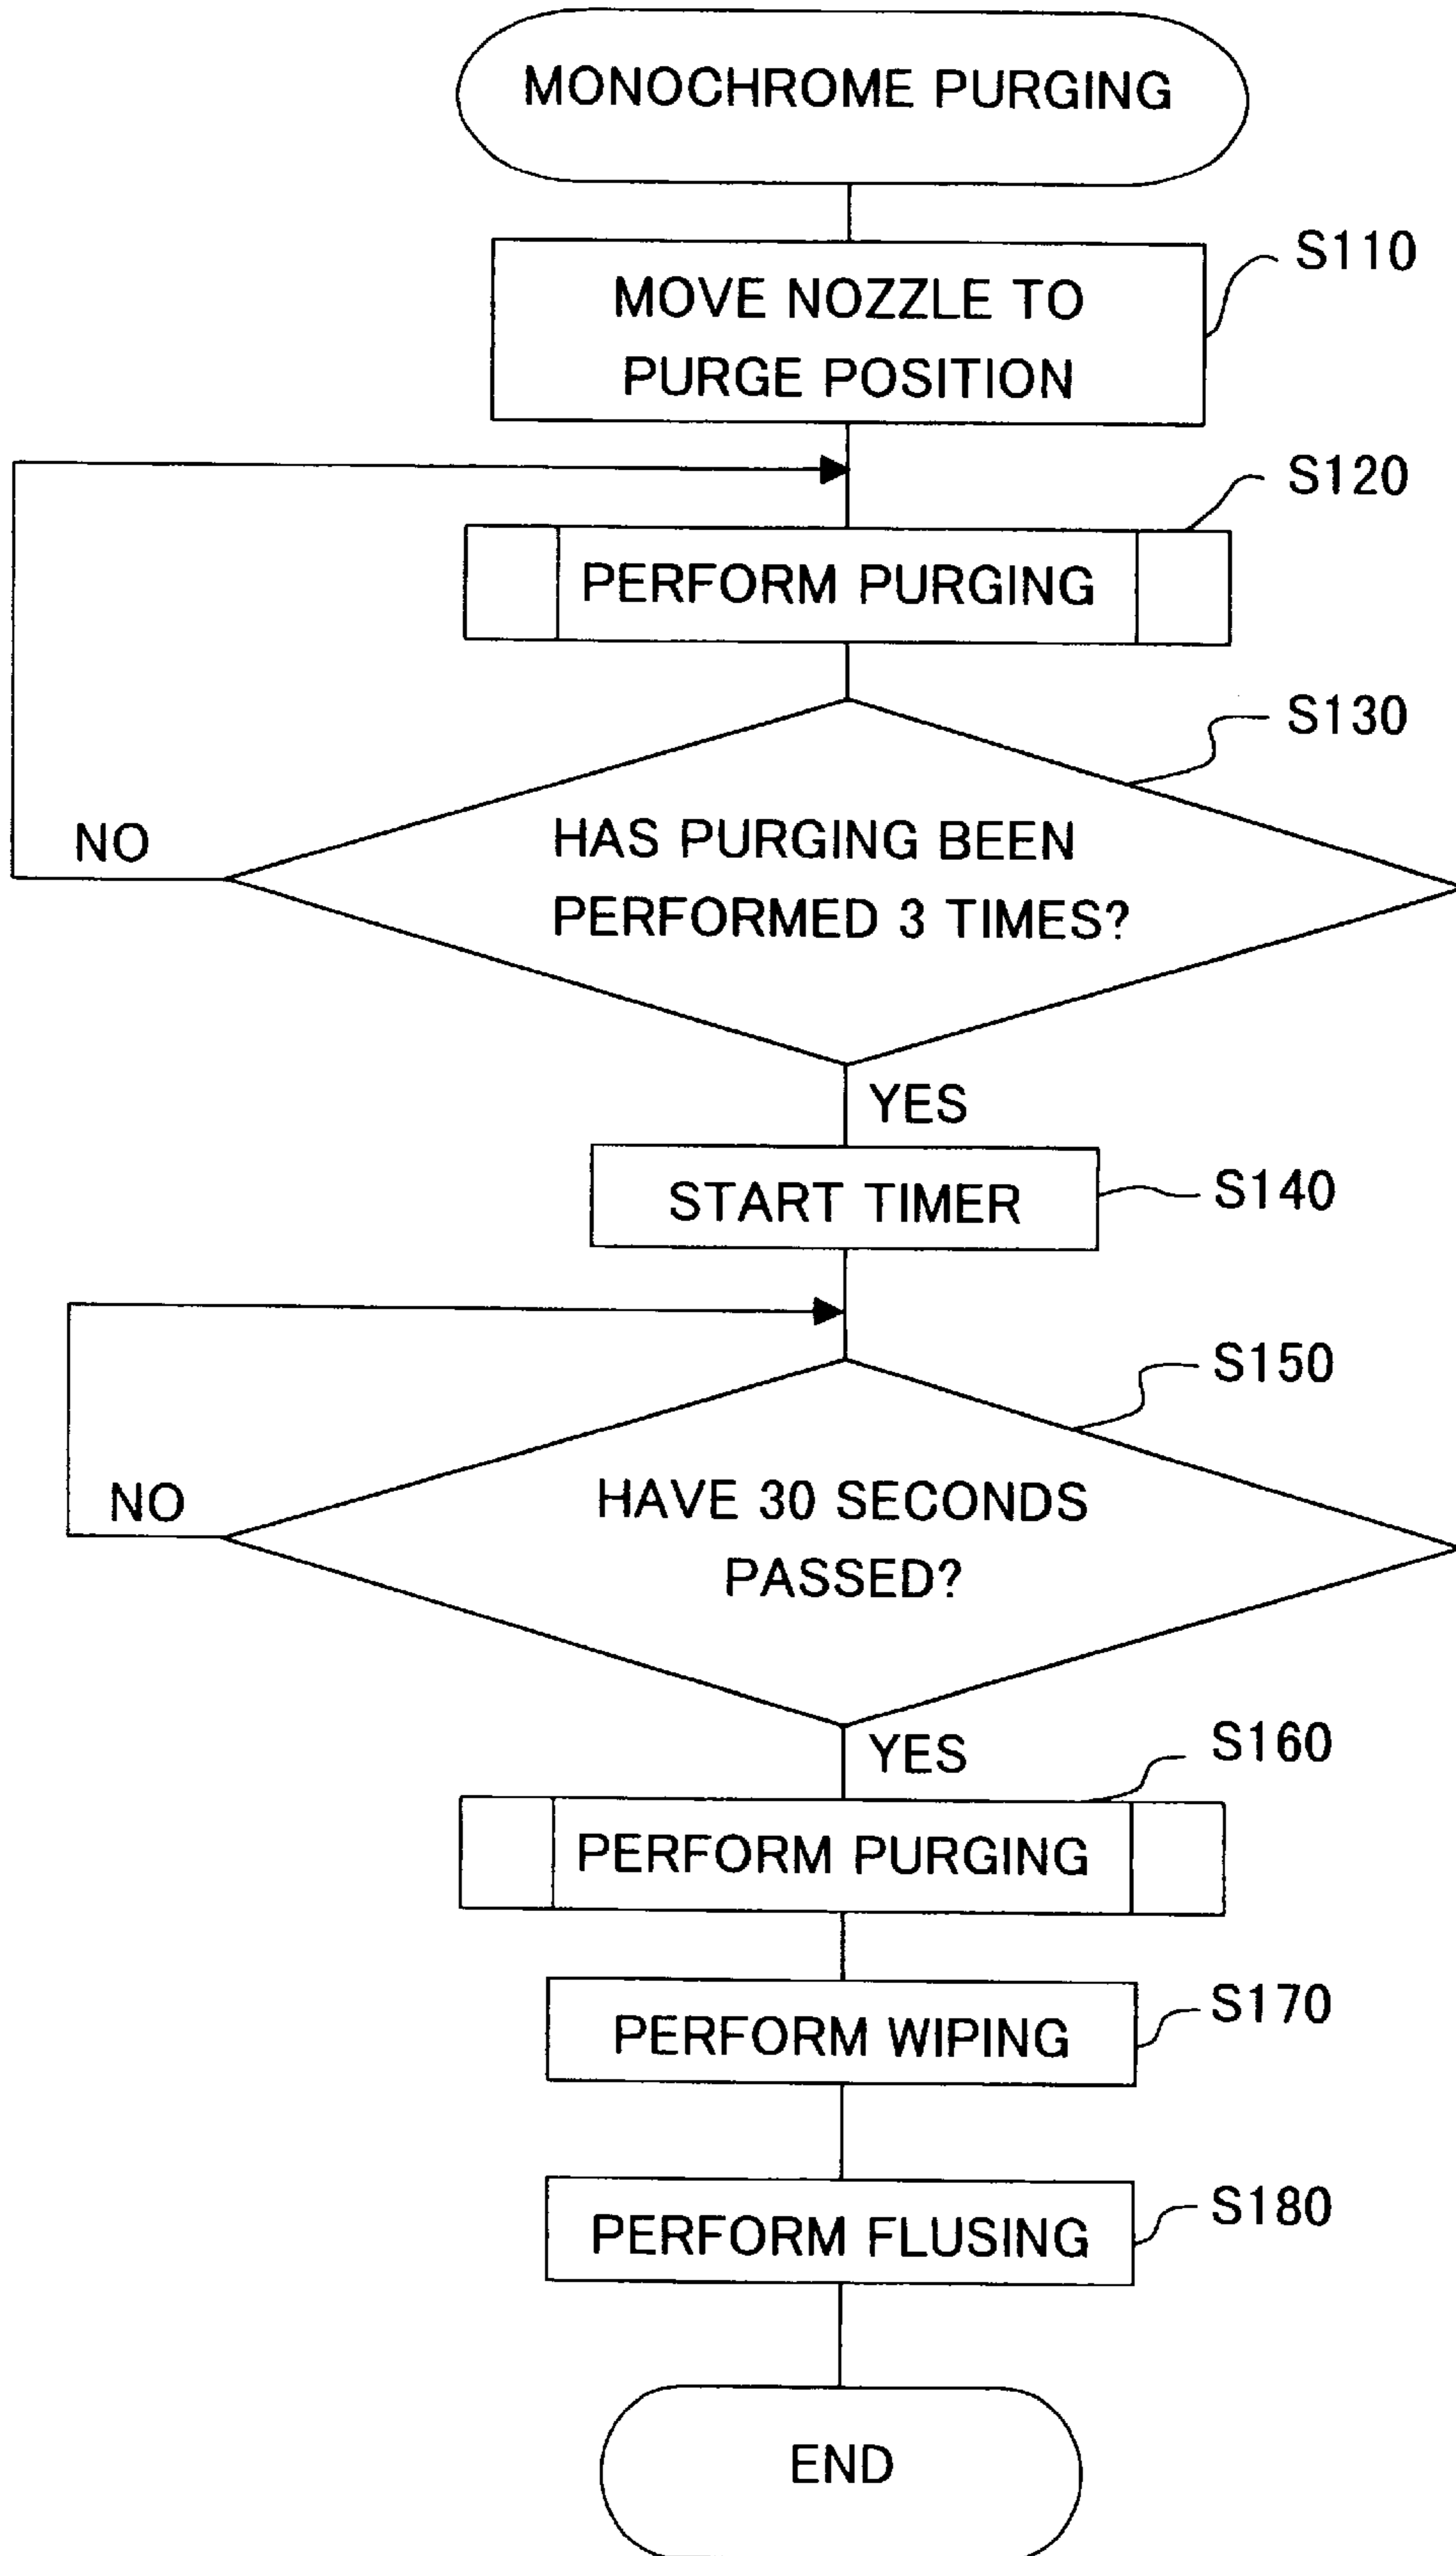 MONOCHROME PURGING
S110
MOVE NOZZLE TO
PURGE POSITION
S120
PERFORM PURGING
S130
HAS PURGING BEEN
PERFORMED 3 TIMES?
NO
YES
START TIMER
S140
S150
HAVE 30 SECONDS
PASSED?
NO
YES
S160
PERFORM PURGING
S170
PERFORM WIPING
S180
PERFORM FLUSING
END